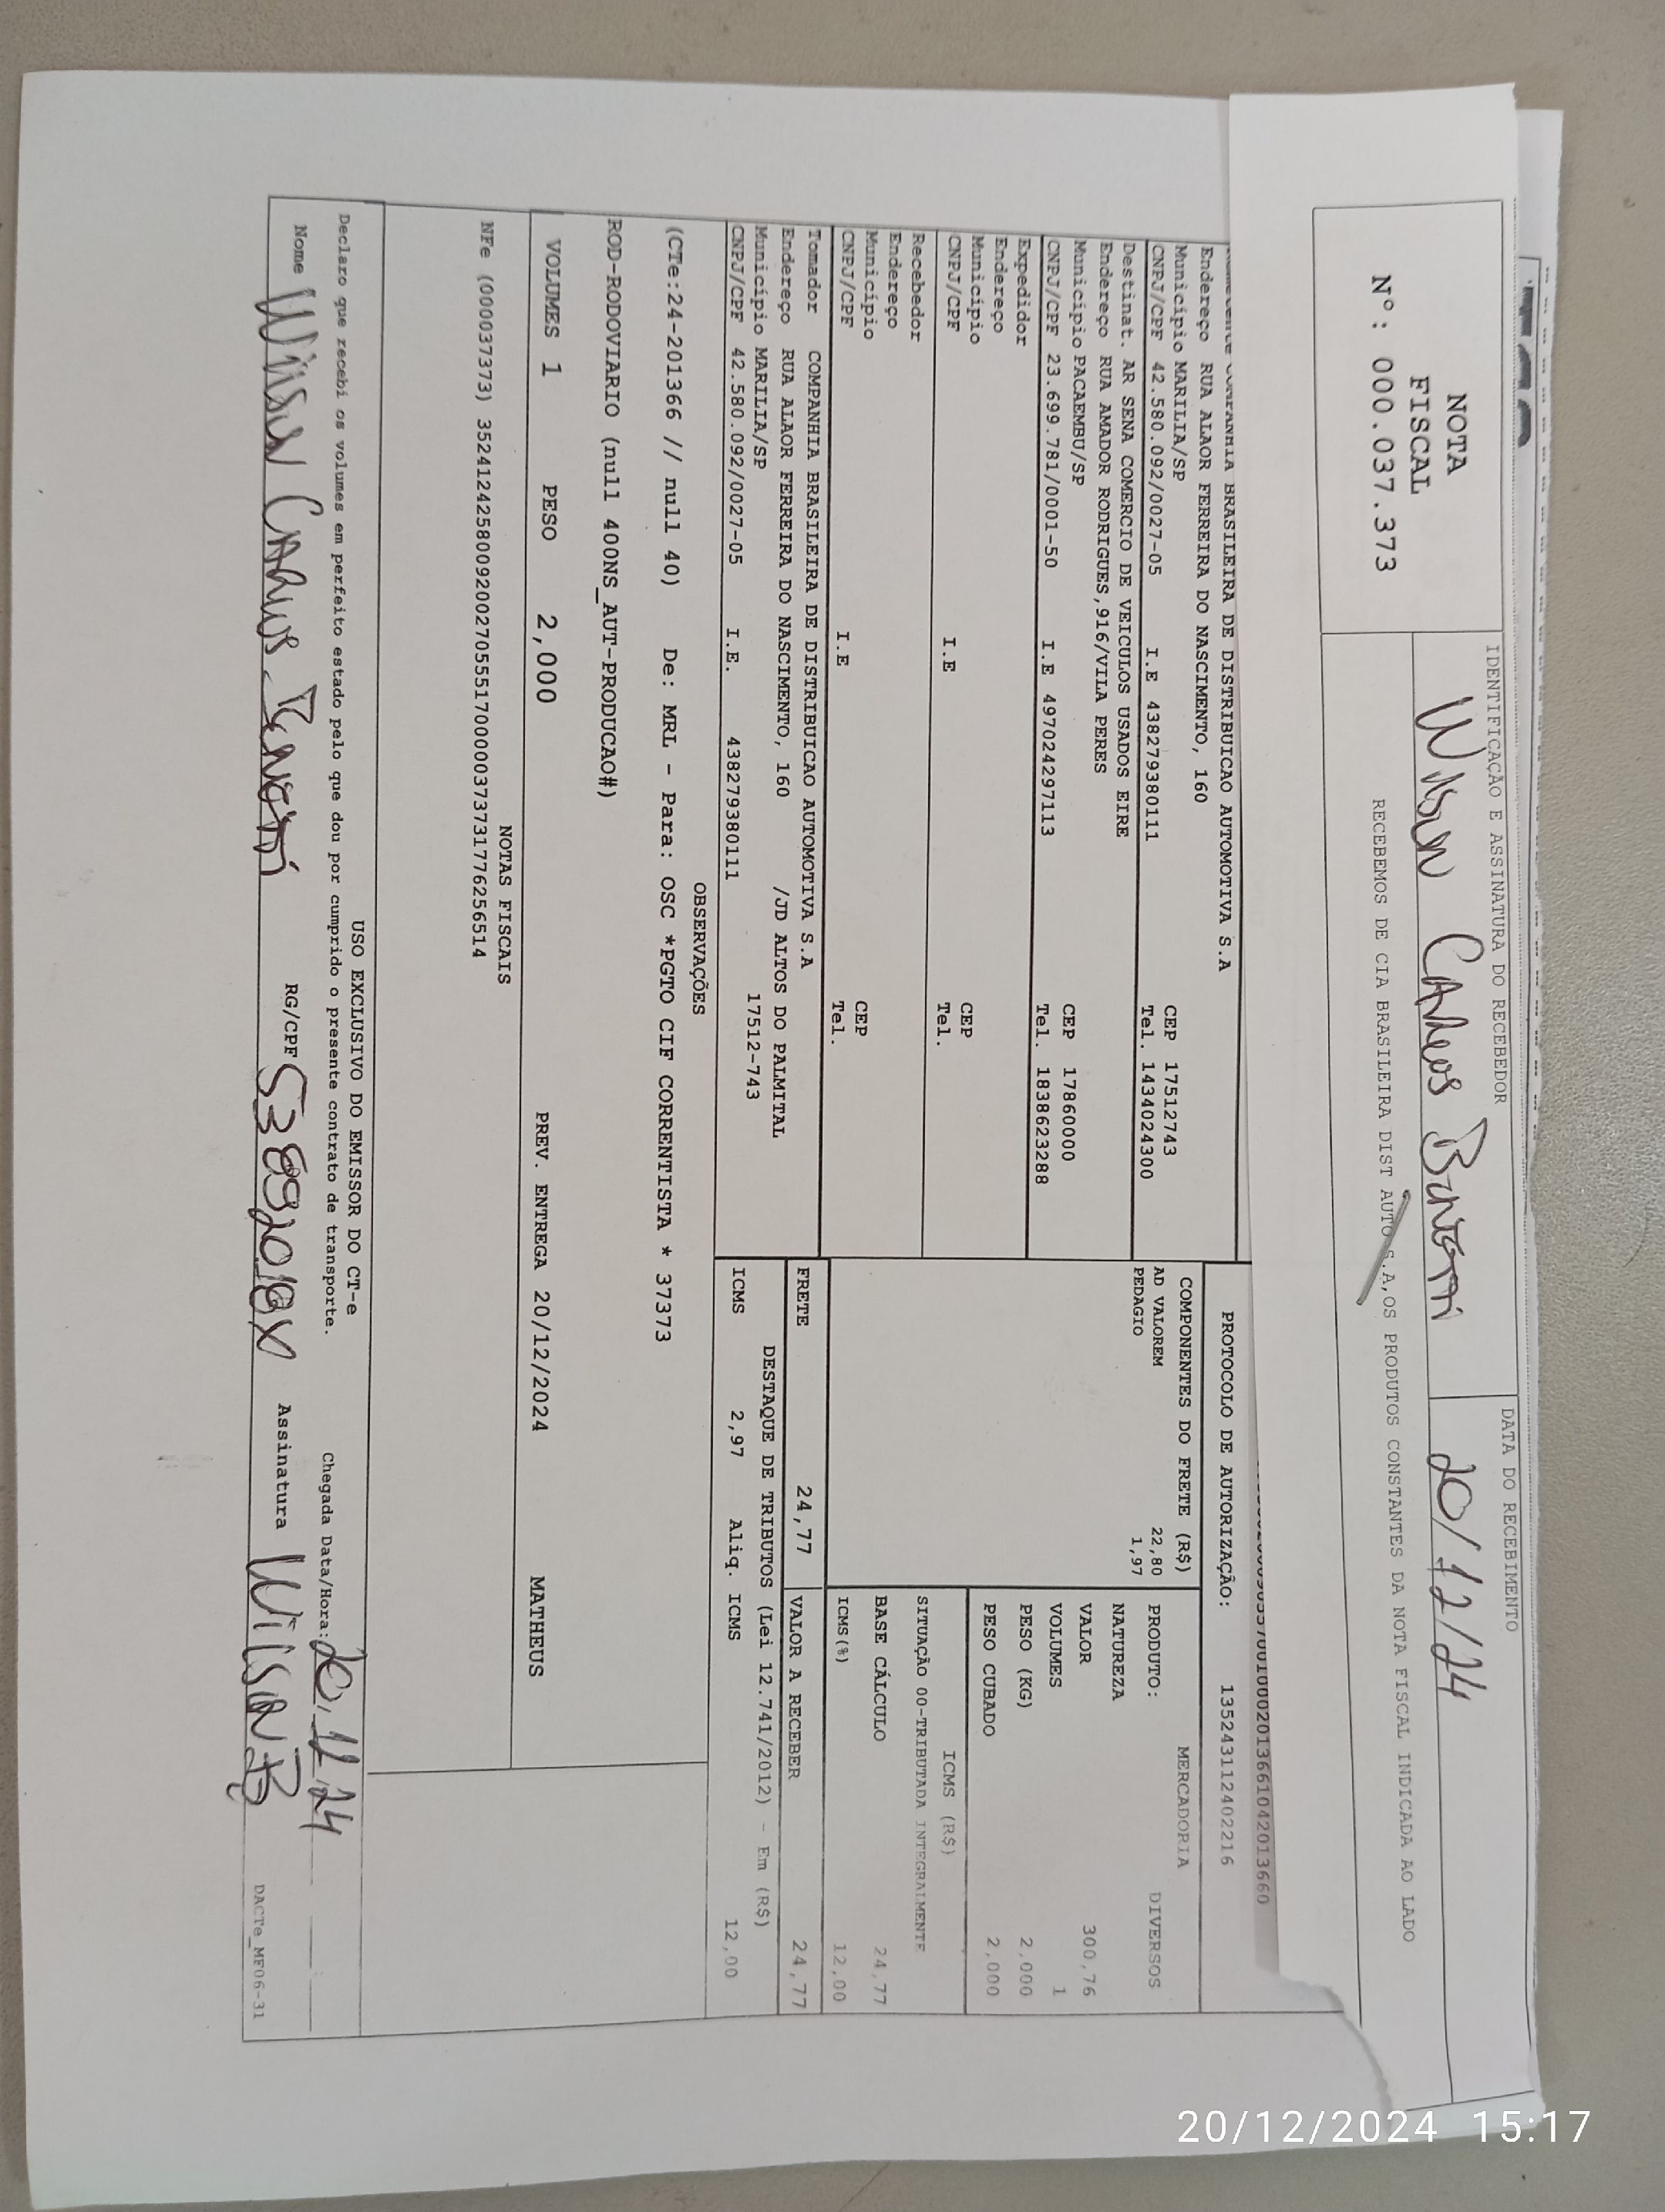 NOTA
FISCAL
N°: 000.037.373
IDENTIFICAÇÃO E ASSINATURA DO RECEBEDOR
Wilson Carlos
DATA DO RECEBIMENTO
20/12/24
RECEBEMOS DE CIA BRASILEIRA DIST AUTO S.A,OS PRODUTOS CONSTANTES DA NOTA FISCAL INDICADA AO LADO
PROTOCOLO DE AUTORIZAÇÃO: 135243112402216
COMPANHIA BRASILEIRA DE DISTRIBUICAO AUTOMOTIVA S.A
Endereço RUA ALAOR FERREIRA DO NASCIMENTO, 160
Município MARILIA/SP CEP 17512743
CNPJ/CPF 42.580.092/0027-05 I.E 438279380111 Tel. 1434024300
Destinat. AR SENA COMERCIO DE VEICULOS USADOS EIRE
Endereço RUA AMADOR RODRIGUES,916/VILA PERES
Município PACAEMBU/SP CEP 17860000
CNPJ/CPF 23.699.781/0001-50 I.E 497024297113 Tel. 1838623288
Expedidor
Endereço
Município CEP
CNPJ/CPF I.E Tel.
Recebedor
Endereço
Município CEP
CNPJ/CPF I.E Tel.
Tomador COMPANHIA BRASILEIRA DE DISTRIBUICAO AUTOMOTIVA S.A
Endereço RUA ALAOR FERREIRA DO NASCIMENTO, 160 /JD ALTOS DO PALMITAL
Município MARILIA/SP 17512-743
CNPJ/CPF 42.580.092/0027-05 I.E. 438279380111
COMPONENTES DO FRETE (R$)
AD VALOREM 22,80
PEDAGIO 1,97
MERCADORIA
PRODUTO: DIVERSOS
NATUREZA
VALOR 300,76
VOLUMES 1
PESO (KG) 2,000
PESO CUBADO 2,000
ICMS (R$)
SITUAÇÃO 00-TRIBUTADA INTEGRALMENTE
BASE CÁLCULO 24,77
ICMS(%) 12,00
FRETE 24,77 VALOR A RECEBER 24,77
DESTAQUE DE TRIBUTOS (Lei 12.741/2012) - Em (R$)
ICMS 2,97 Aliq. ICMS 12,00
OBSERVAÇÕES
(CTe:24-201366 // null 40) De: MRL - Para: OSC *PGTO CIF CORRENTISTA * 37373
ROD-RODOVIARIO (null 400NS_AUT-PRODUCAO#)
VOLUMES 1 PESO 2,000 PREV. ENTREGA 20/12/2024 MATHEUS
NOTAS FISCAIS
NFe (000037373) 35241242580092002705551700000373731776256514
USO EXCLUSIVO DO EMISSOR DO CT-e
Declaro que recebi os volumes em perfeito estado pelo que dou por cumprido o presente contrato de transporte. Chegada Data/Hora: 20/12/24
Nome Wilson Carlos RG/CPF Assinatura Wilson B
DACTe_MF06-31
20/12/2024 15:17